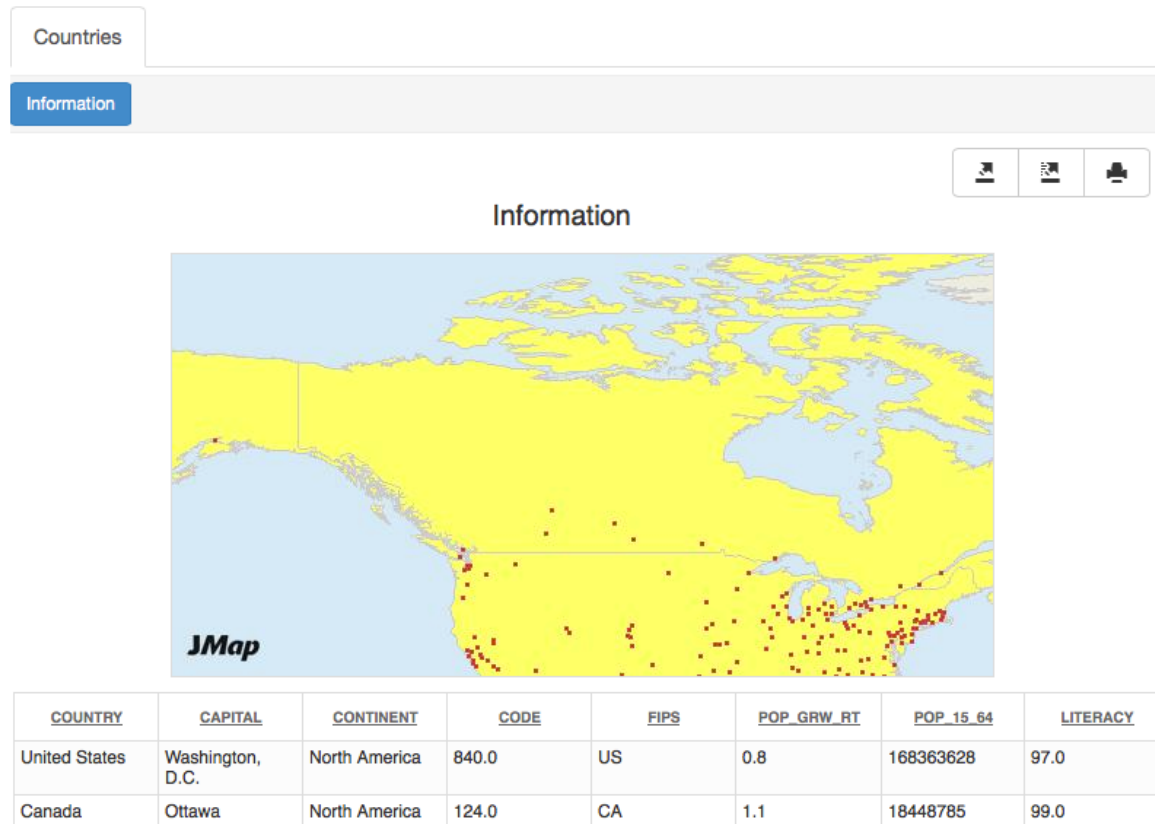 Countries
Information
Information
JMap
COUNTRY CAPITAL CONTINENT CODE FIPS POP_GRW_RT POP_15_64 LITERACY
United States Washington, D.C. North America 840.0 US 0.8 168363628 97.0
Canada Ottawa North America 124.0 CA 1.1 18448785 99.0